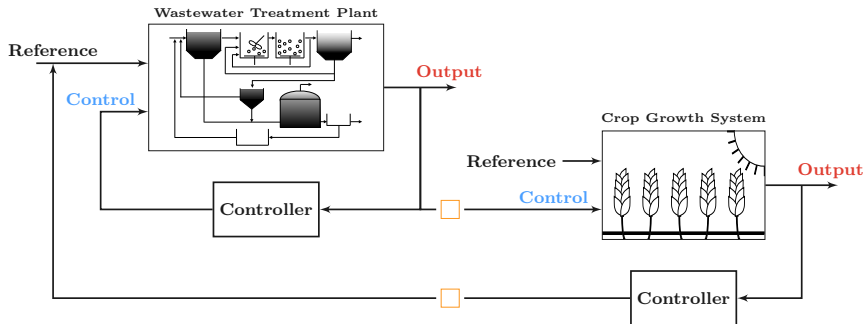 Wastewater Treatment Plant
Reference
Output
Control
Crop Growth System
Reference
Output
Control
Controller
Controller